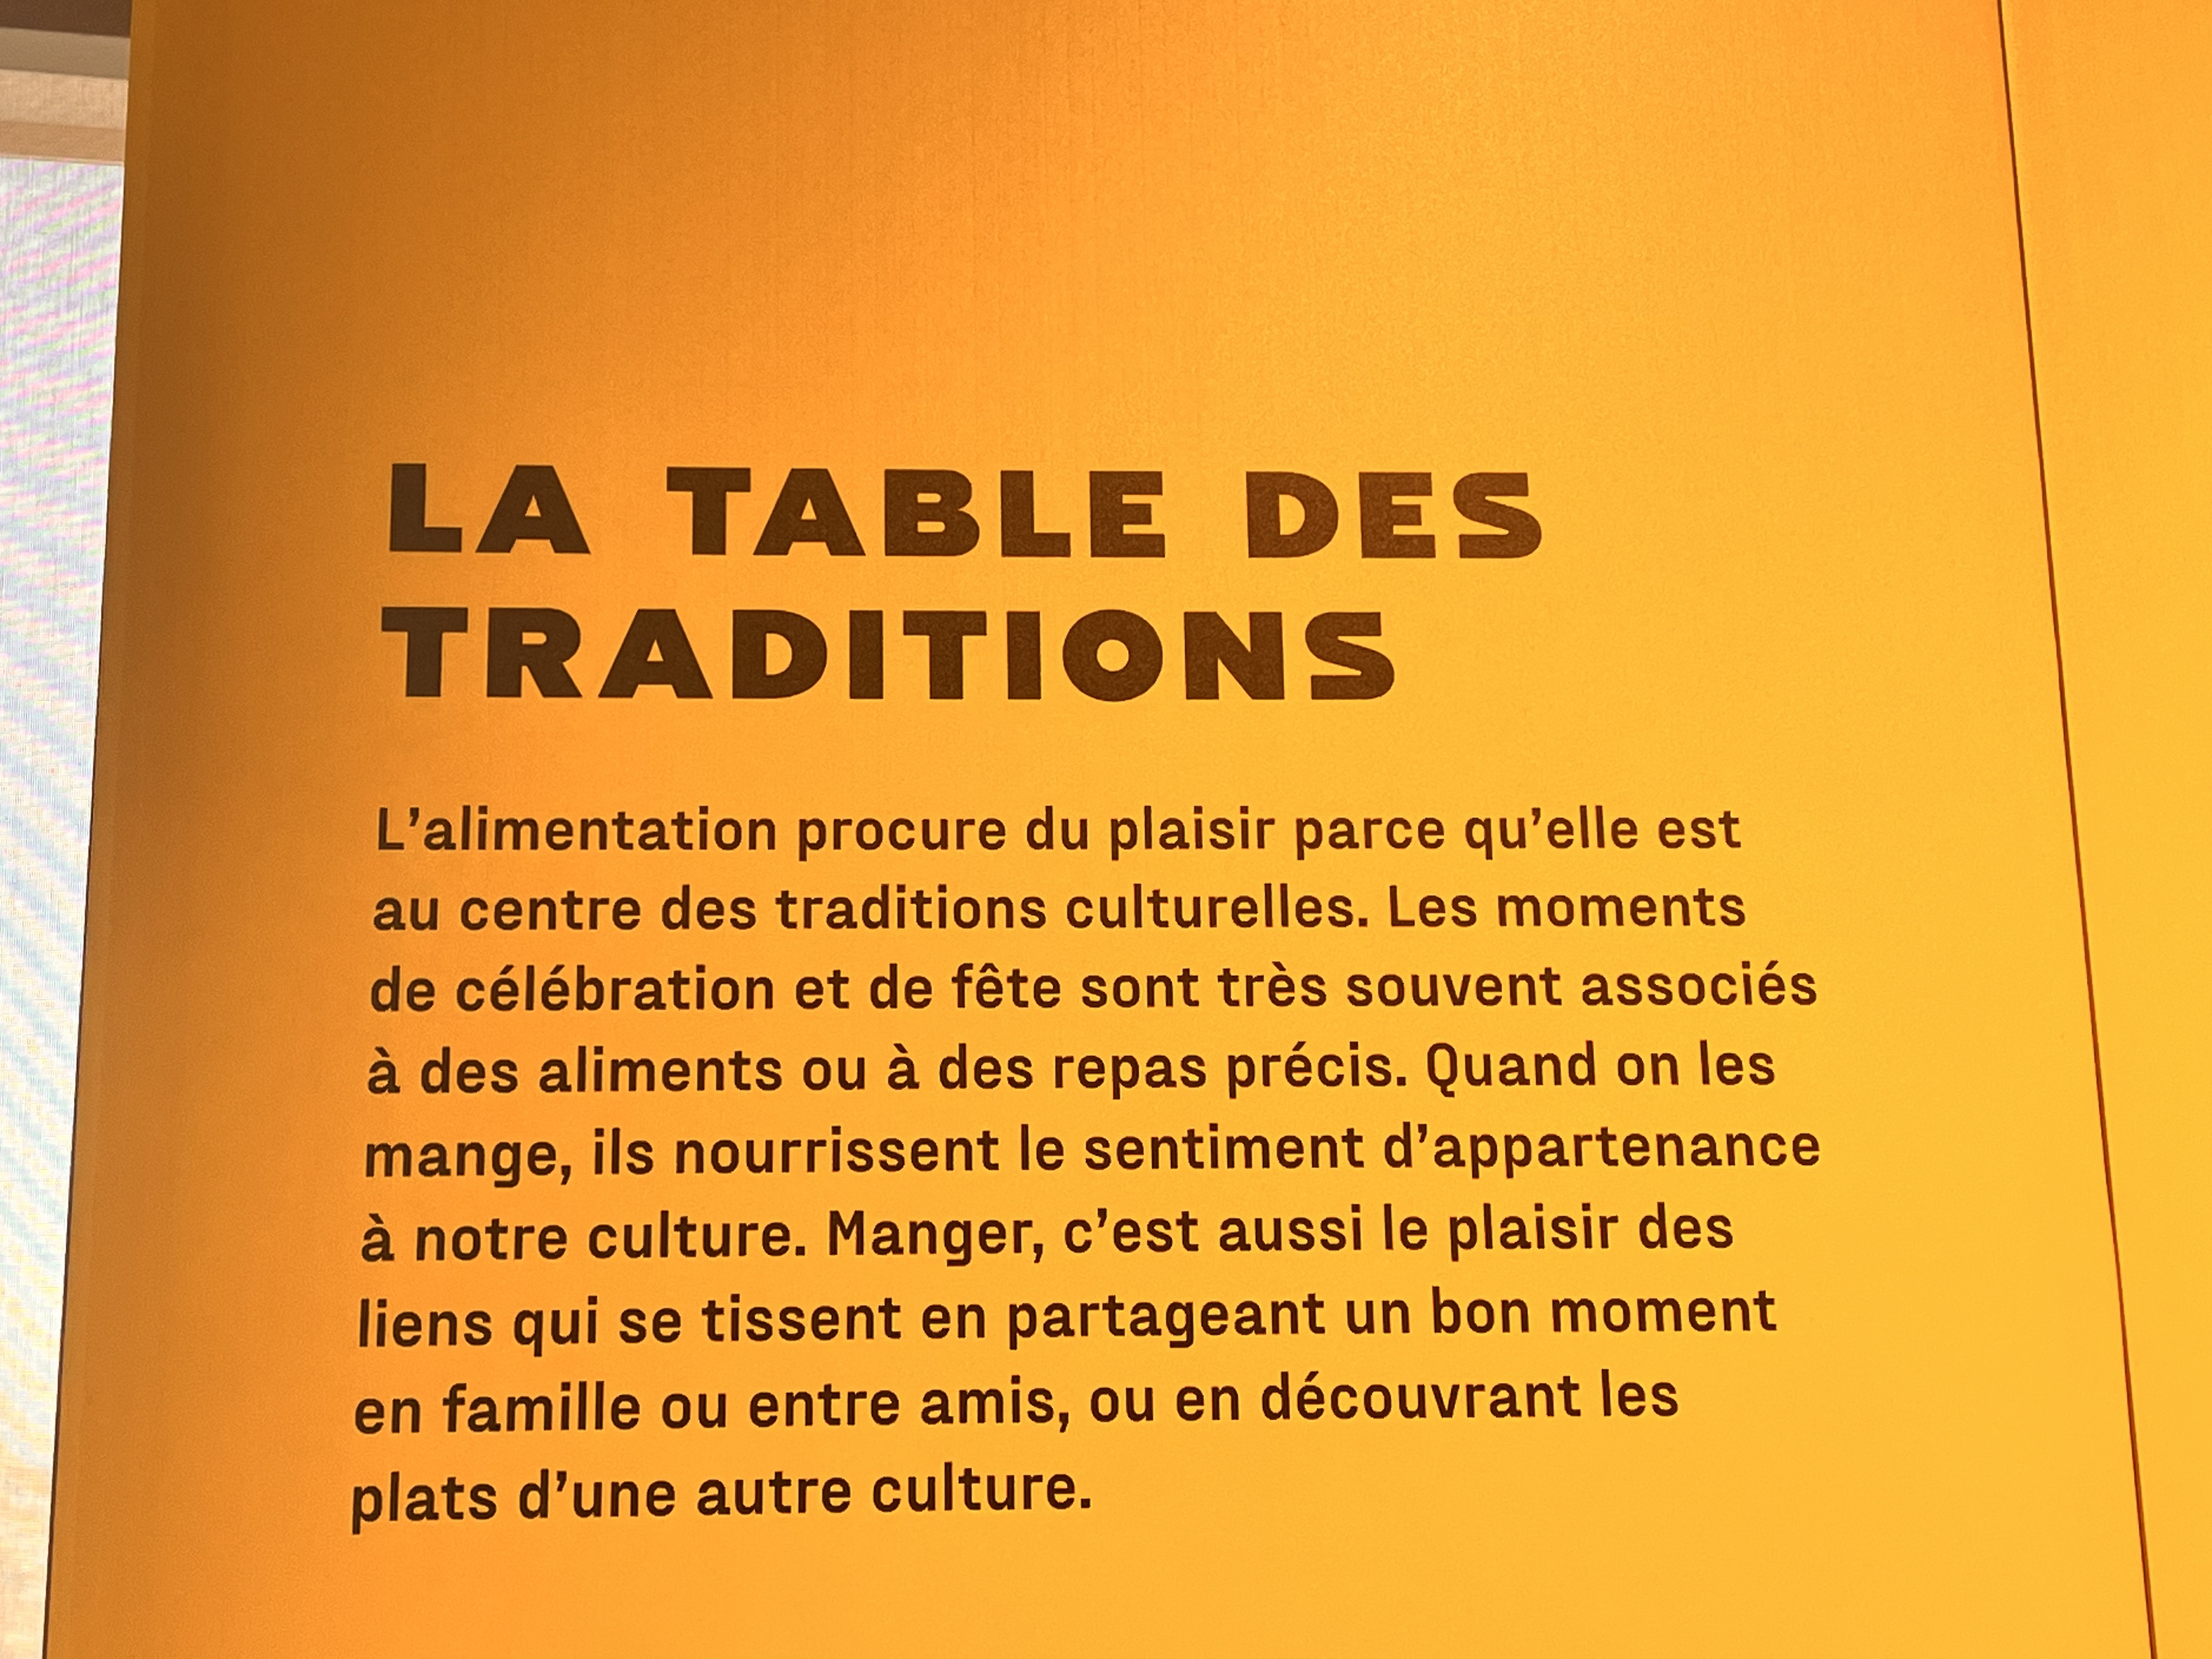 LA TABLE DES
TRADITIONS
L’alimentation procure du plaisir parce qu’elle est
au centre des traditions culturelles. Les moments
de célébration et de fête sont très souvent associés
à des aliments ou à des repas précis. Quand on les
mange, ils nourrissent le sentiment d’appartenance
à notre culture. Manger, c’est aussi le plaisir des
liens qui se tissent en partageant un bon moment
en famille ou entre amis, ou en découvrant les
plats d’une autre culture.